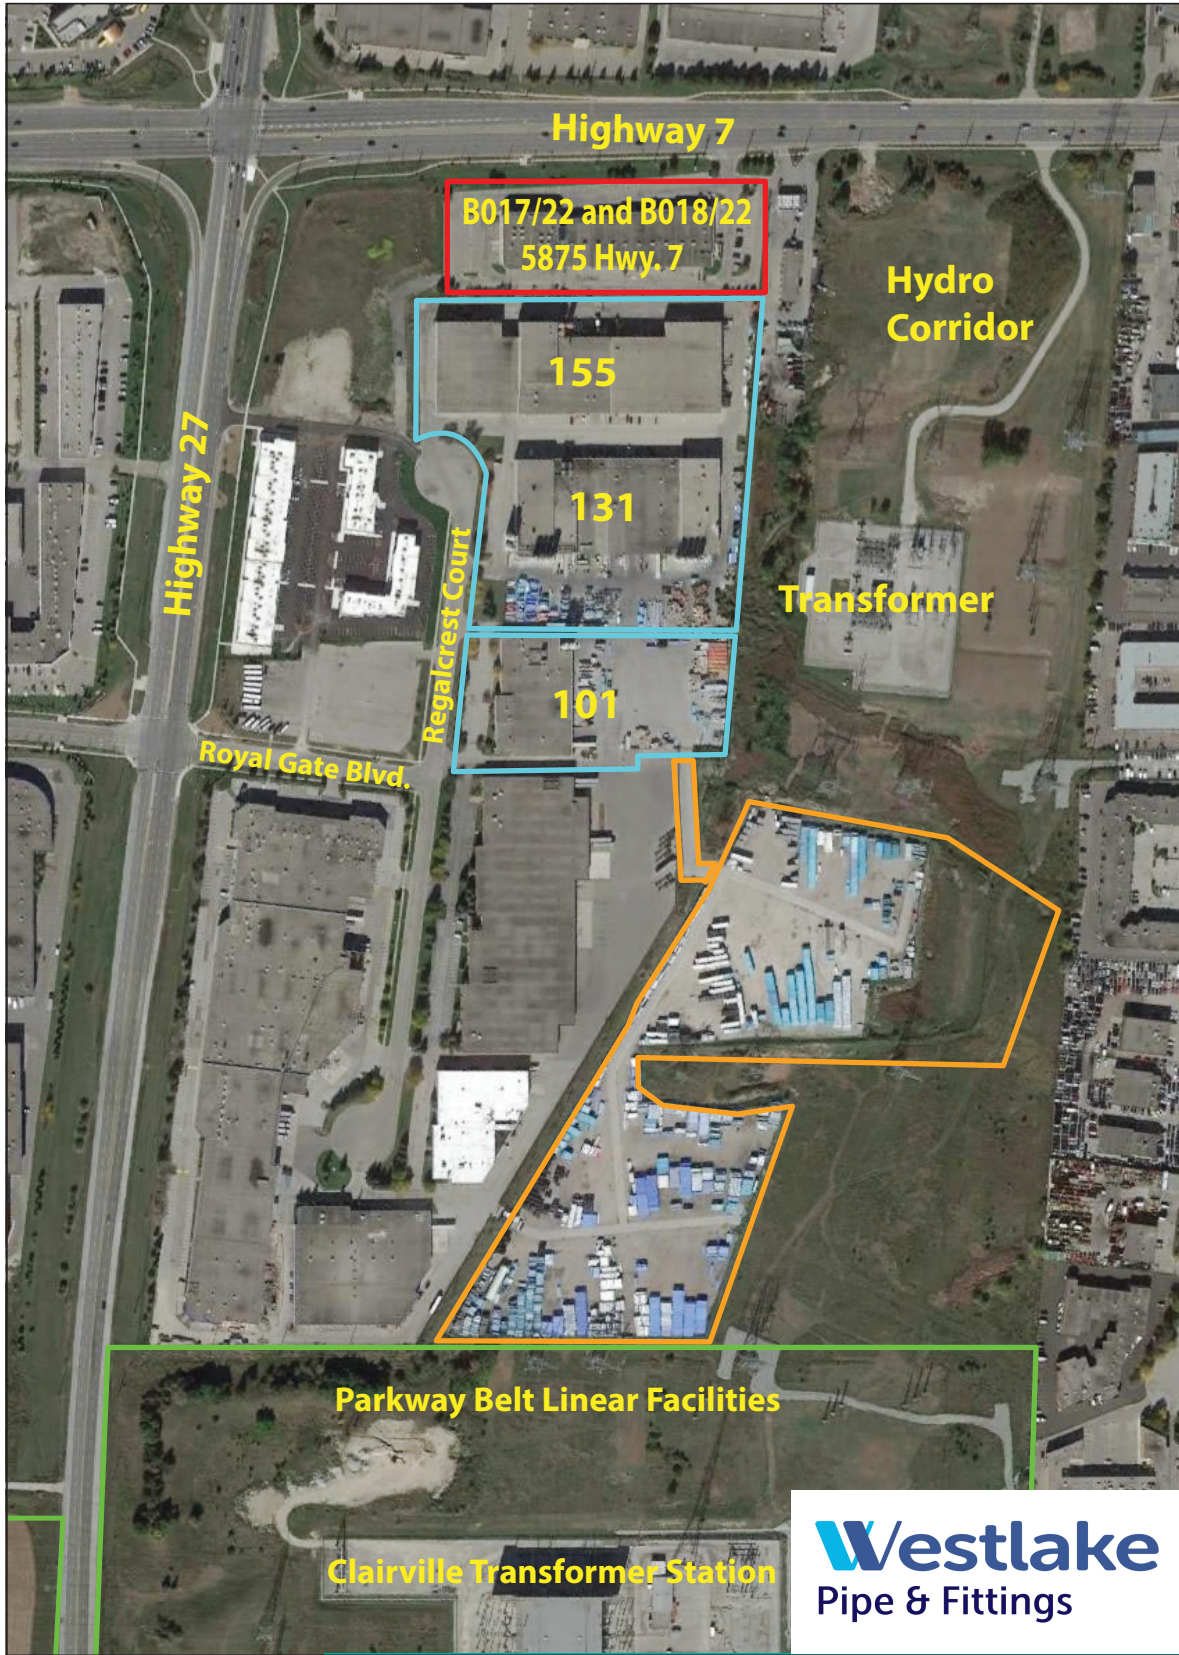 Highway 7
B017/22 and B018/22
5875 Hwy. 7
Hydro
Corridor
155
Highway 27
131
Regalcrest Court
Transformer
101
Royal Gate Blvd.
Parkway Belt Linear Facilities
Clairville Transformer Station
Westlake
Pipe & Fittings